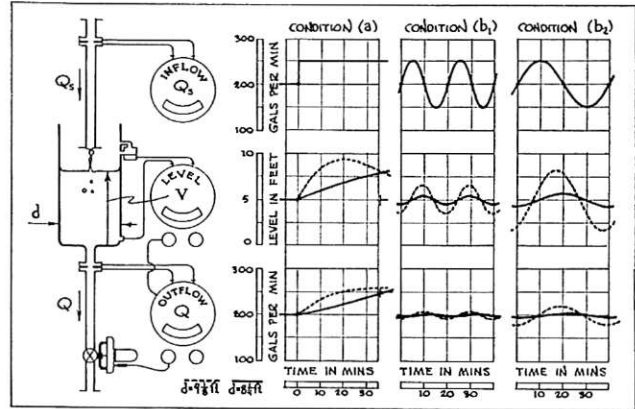 CONDITION (a) CONDITION (b₁) CONDITION (b₂)
INFLOW
Qs
Qs
GALS PER MIN
300
200
100
LEVEL
V
d
LEVEL IN FEET
10
5
0
OUTFLOW
Q
Q
GALS PER MIN
300
200
100
TIME IN MINS TIME IN MINS TIME IN MINS
0 10 20 30 10 20 30 10 20 30